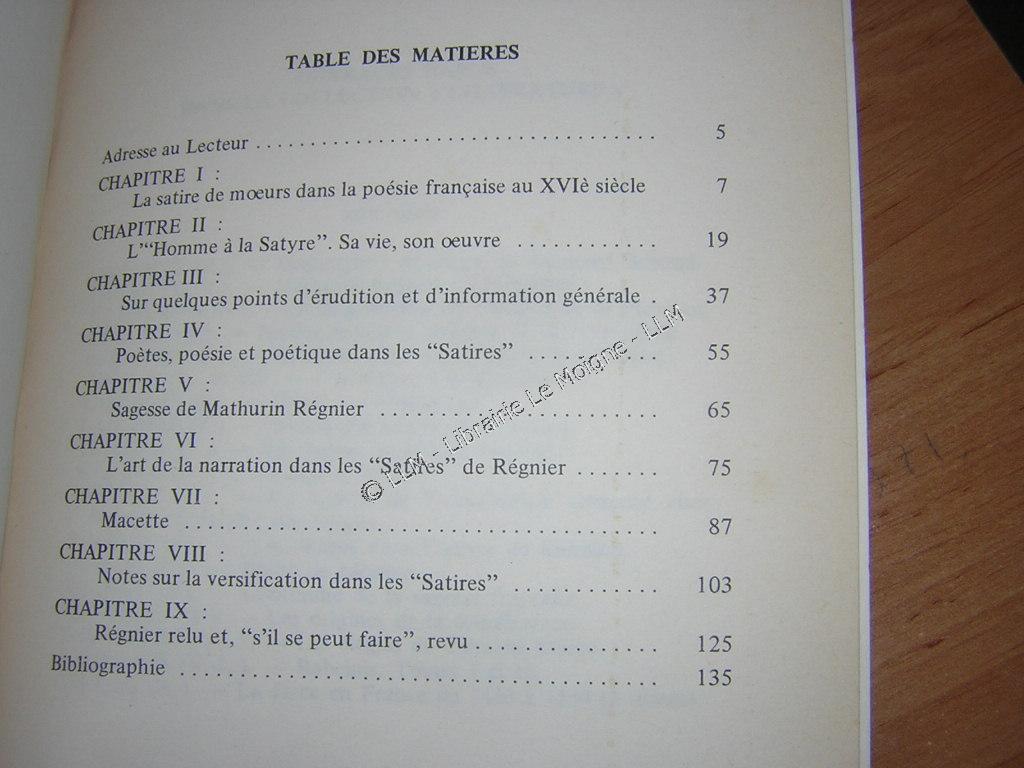 TABLE DES MATIERES
Adresse au Lecteur . . . . . . . . . . . . . . . . . . . . . . . . . . . . . . . . . . 5
CHAPITRE I :
La satire de mœurs dans la poésie française au XVIè siècle 7
CHAPITRE II :
L'“Homme à la Satyre”. Sa vie, son oeuvre . . . . . . . . . . . . 19
CHAPITRE III :
Sur quelques points d'érudition et d'information générale . 37
CHAPITRE IV :
Poètes, poésie et poétique dans les “Satires” . . . . . . . . . . . 55
CHAPITRE V :
Sagesse de Mathurin Régnier . . . . . . . . . . . . . . . . . . . . . . . . 65
CHAPITRE VI :
L'art de la narration dans les “Satires” de Régnier . . . . . . . 75
CHAPITRE VII :
Macette . . . . . . . . . . . . . . . . . . . . . . . . . . . . . . . . . . . . . . . . 87
CHAPITRE VIII :
Notes sur la versification dans les “Satires” . . . . . . . . . . . . . 103
CHAPITRE IX :
Régnier relu et, “s'il se peut faire”, revu . . . . . . . . . . . . . . . . 125
Bibliographie . . . . . . . . . . . . . . . . . . . . . . . . . . . . . . . . . . . . . . . . . 135
© LLM - Librairie Le Moigne - LLM